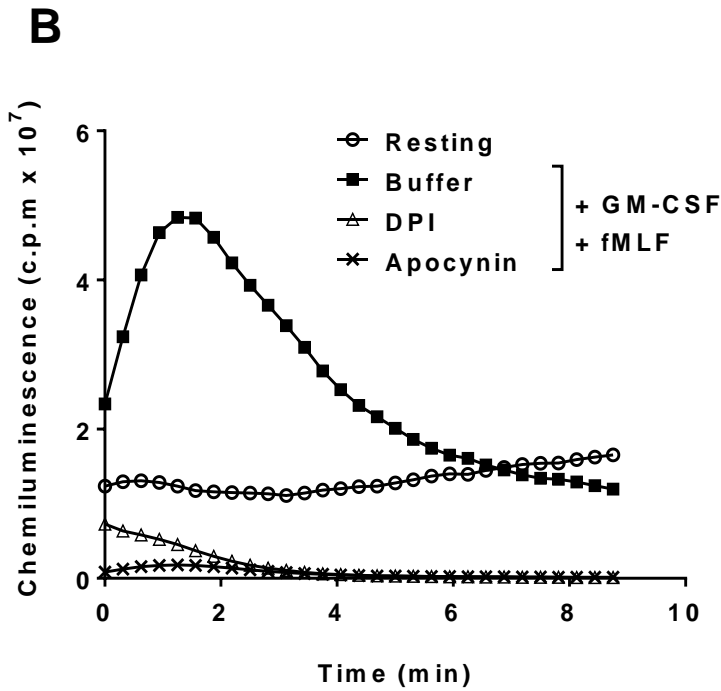 B
Chemiluminescence (c.p.m x 10^7)
6
4
2
0
Resting
Buffer
DPI
Apocynin
+ GM-CSF
+ fMLF
0 2 4 6 8 10
Time (min)